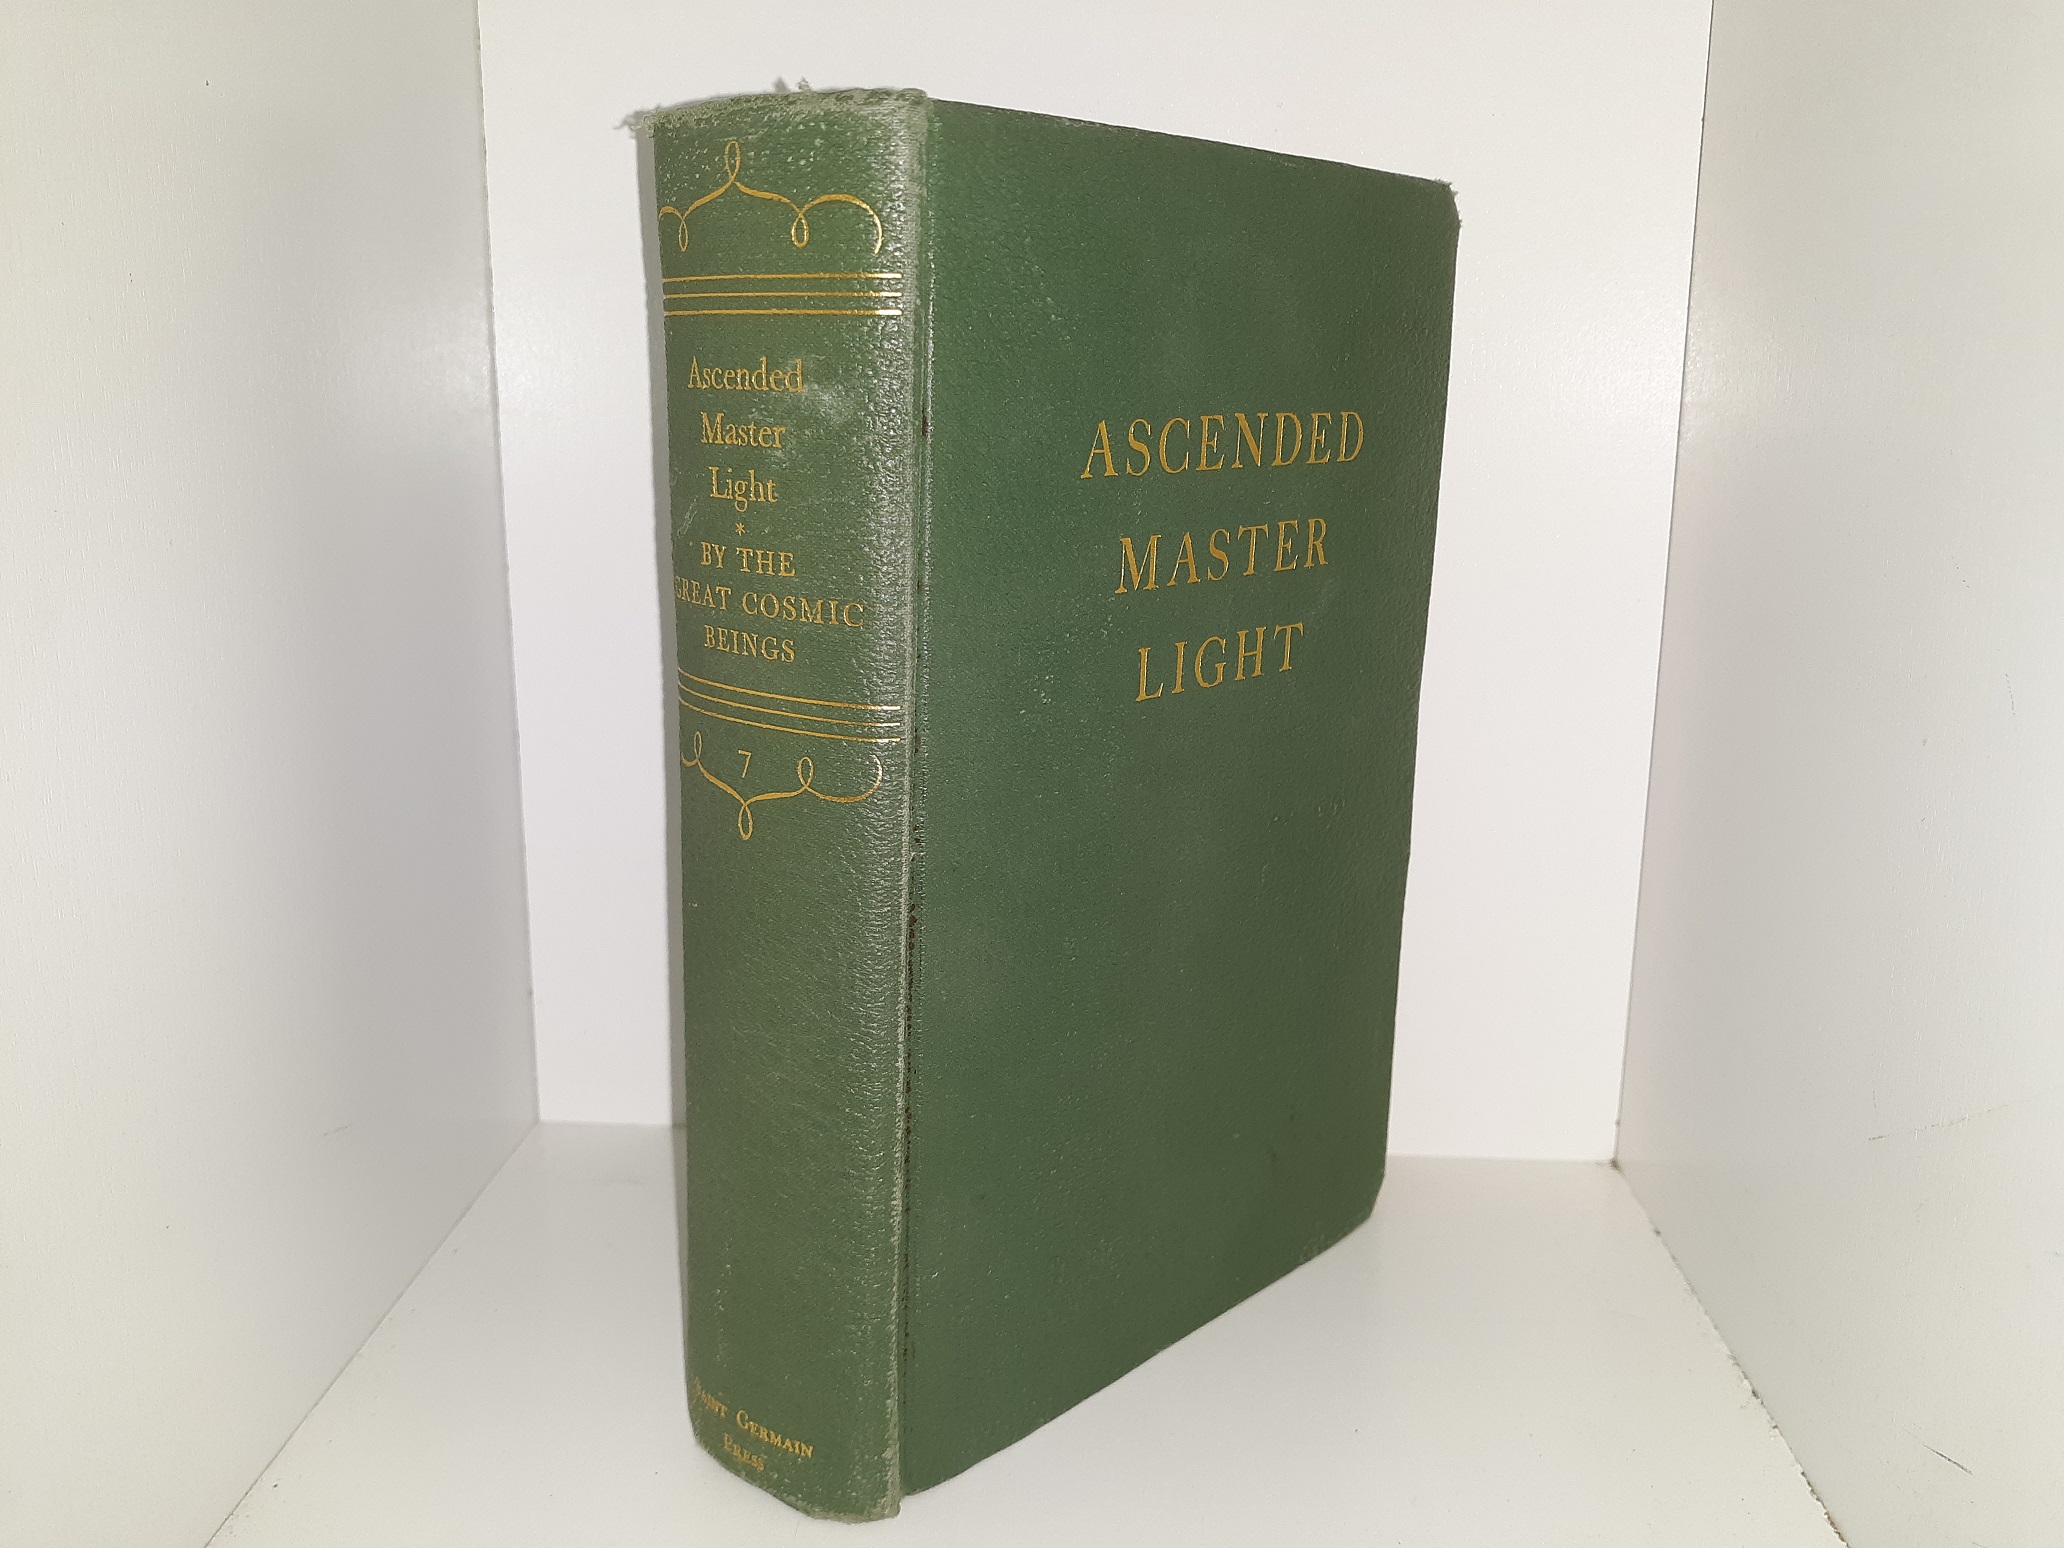 Ascended
Master
Light
*
BY THE
GREAT COSMIC
BEINGS
7
SAINT GERMAIN
PRESS
ASCENDED
MASTER
LIGHT